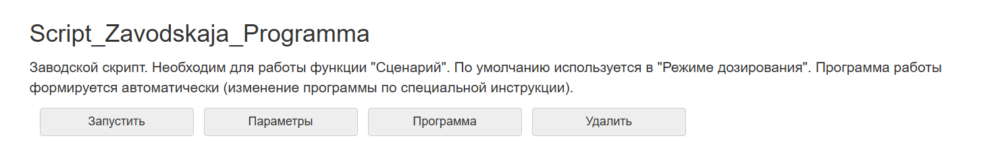 Script_Zavodskaja_Programma
Заводской скрипт. Необходим для работы функции "Сценарий". По умолчанию используется в "Режиме дозирования". Программа работы
формируется автоматически (изменение программы по специальной инструкции).
Запустить Параметры Программа Удалить